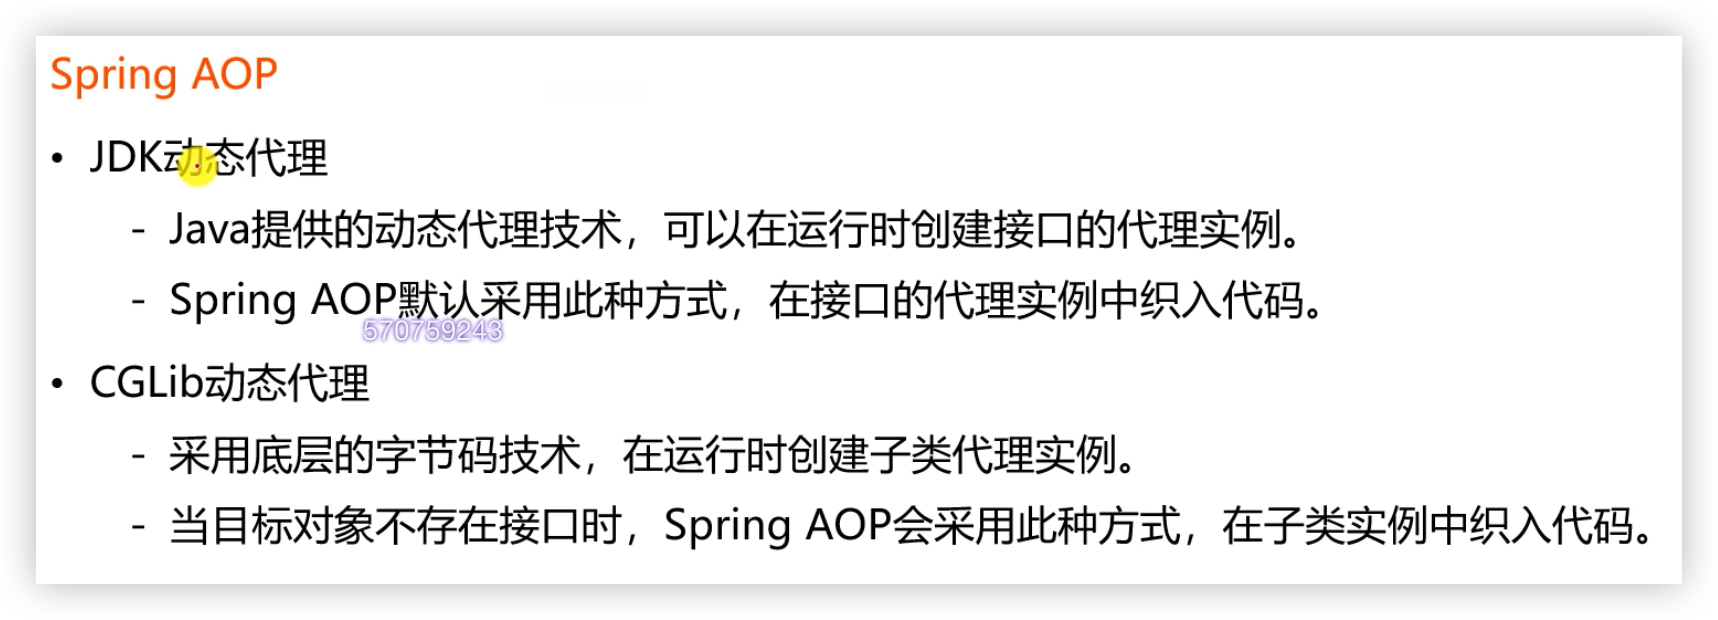 Spring AOP
• JDK动态代理
- Java提供的动态代理技术，可以在运行时创建接口的代理实例。
- Spring AOP默认采用此种方式，在接口的代理实例中织入代码。
570759243
• CGLib动态代理
- 采用底层的字节码技术，在运行时创建子类代理实例。
- 当目标对象不存在接口时，Spring AOP会采用此种方式，在子类实例中织入代码。